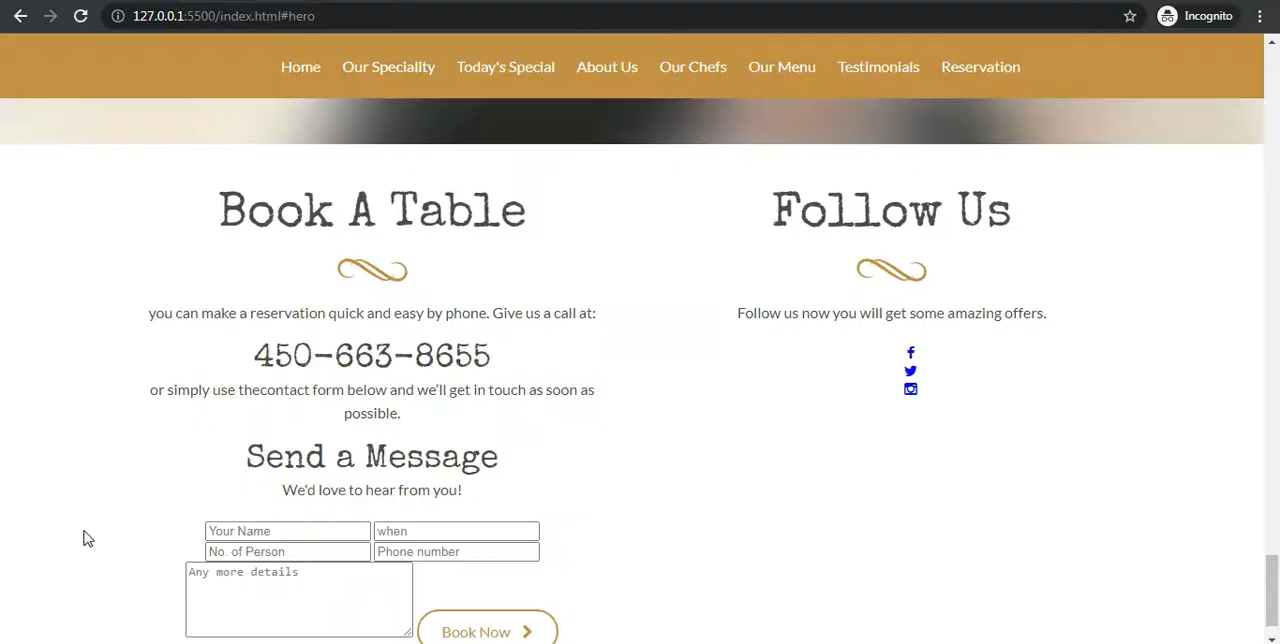 127.0.0.1:5500/index.html#hero
Incognito
Home Our Speciality Today's Special About Us Our Chefs Our Menu Testimonials Reservation
Book A Table
you can make a reservation quick and easy by phone. Give us a call at:
450-663-8655
or simply use thecontact form below and we'll get in touch as soon as
possible.
Send a Message
We'd love to hear from you!
Your Name when
No. of Person Phone number
Any more details
Book Now
Follow Us
Follow us now you will get some amazing offers.